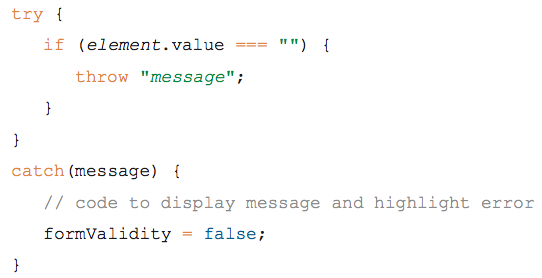 try {
   if (element.value === "") {
      throw "message";
   }
}
catch(message) {
   // code to display message and highlight error
   formValidity = false;
}